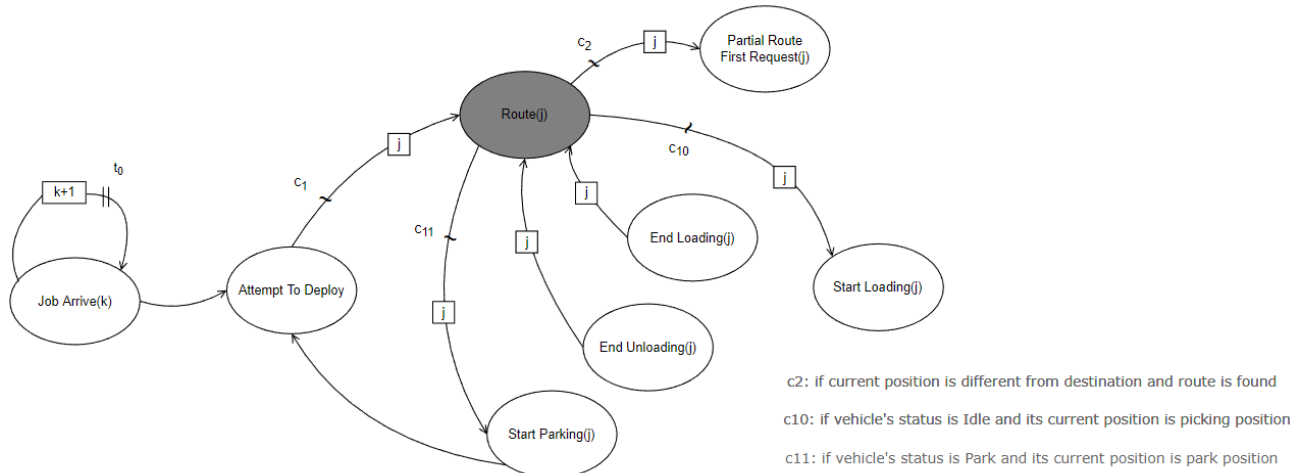 c2
j
Partial Route
First Request(j)
Route(j)
c10
j
t0
k+1
c1
j
j
c11
j
End Loading(j)
j
Job Arrive(k)
Attempt To Deploy
Start Loading(j)
j
End Unloading(j)
Start Parking(j)
c2: if current position is different from destination and route is found
c10: if vehicle's status is Idle and its current position is picking position
c11: if vehicle's status is Park and its current position is park position